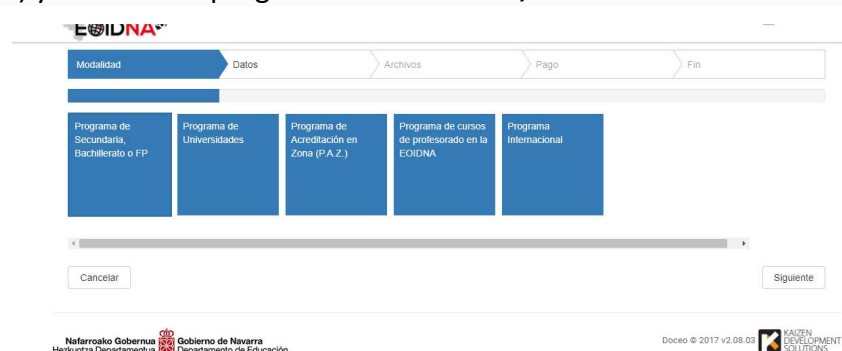 EOIDNA
Modalidad
Datos
Archivos
Pago
Fin
Programa de
Secundaria,
Bachillerato o FP
Programa de
Universidades
Programa de
Acreditación en
Zona (P.A.Z.)
Programa de cursos
de profesorado en la
EOIDNA
Programa
Internacional
Cancelar
Siguiente
Nafarroako Gobernua
Hezkuntza Departamentua
Gobierno de Navarra
Departamento de Educación
Doceo © 2017 v2.08.03
KAIZEN
DEVELOPMENT
SOLUTIONS